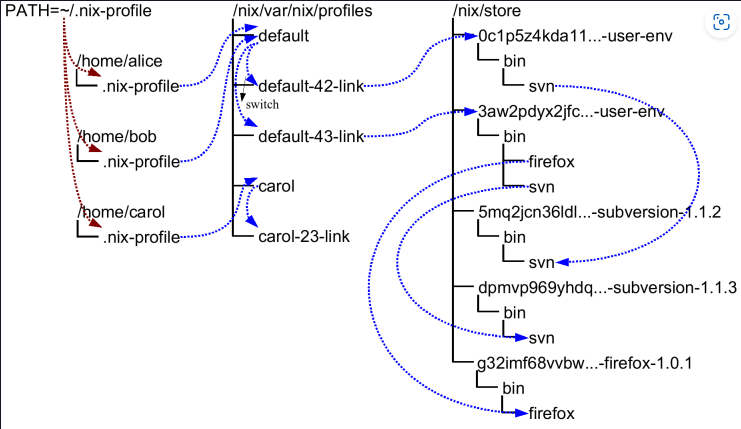 PATH=~/.nix-profile
/home/alice
.nix-profile
/home/bob
.nix-profile
/home/carol
.nix-profile
/nix/var/nix/profiles
default
default-42-link
switch
default-43-link
carol
carol-23-link
/nix/store
0c1p5z4kda11...-user-env
bin
svn
3aw2pdyx2jfc...-user-env
bin
firefox
svn
5mq2jcn36ldl...-subversion-1.1.2
bin
svn
dpmvp969yhdq...-subversion-1.1.3
bin
svn
g32imf68vvbw...-firefox-1.0.1
bin
firefox